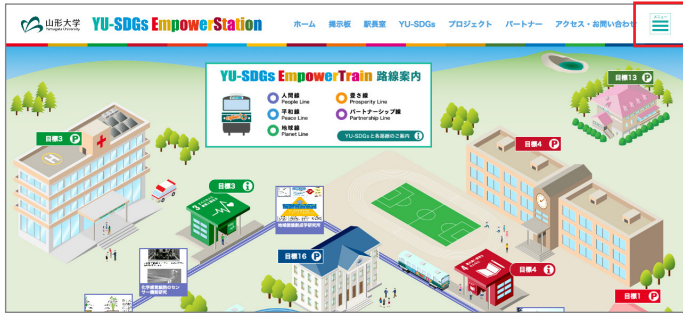 山形大学
Yamagata University
YU-SDGs EmpowerStation
ホーム
掲示板
駅長室
YU-SDGs
プロジェクト
パートナー
アクセス・お問い合わせ
メニュー
YU-SDGs EmpowerTrain 路線案内
人間線
People Line
豊さ線
Prosperity Line
平和線
Peace Line
パートナーシップ線
Partnership Line
地球線
Planet Line
YU-SDGsと各路線のご案内 i
目標13 P
目標3 P
目標4 P
目標3 i
3
目標16 P
4
目標4 i
目標1 P